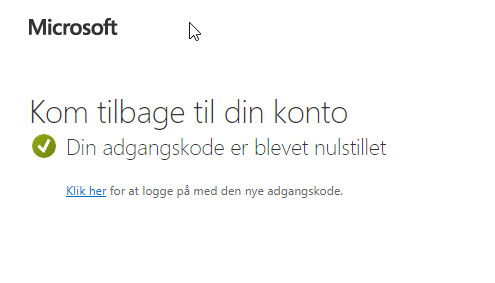 Microsoft
Kom tilbage til din konto
Din adgangskode er blevet nulstillet
Klik her for at logge på med den nye adgangskode.